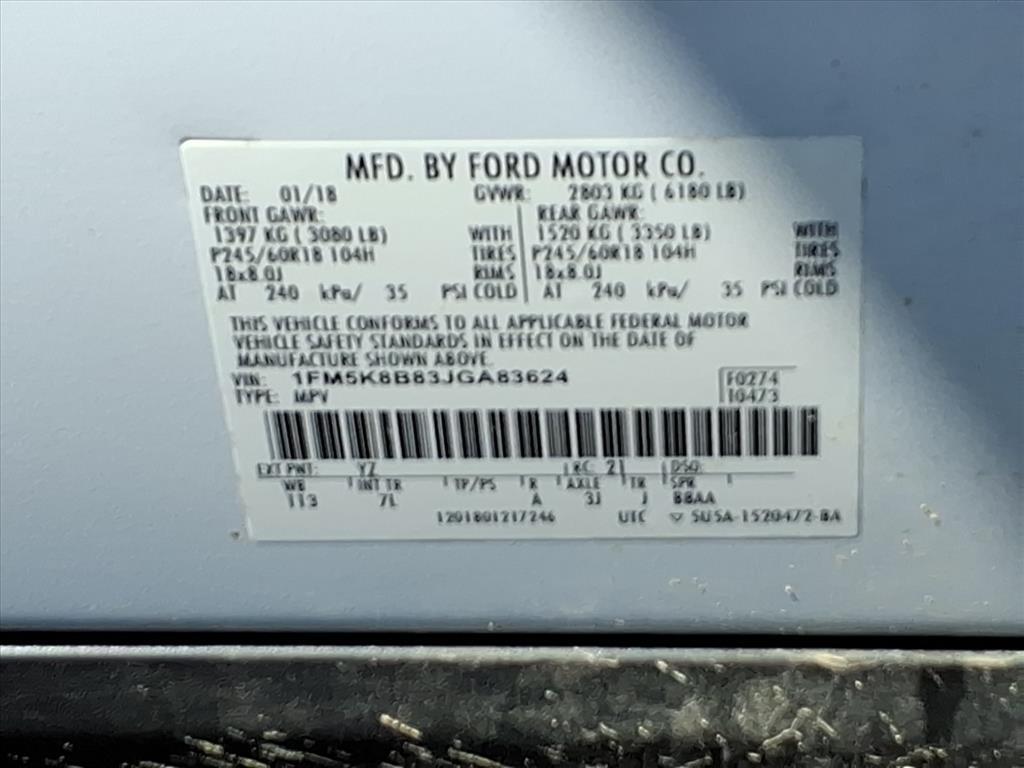 MFD. BY FORD MOTOR CO.
DATE: 01/18 GVWR: 2803 KG ( 6180 LB)
FRONT GAWR: REAR GAWR:
1397 KG ( 3080 LB) WITH 1520 KG ( 3350 LB) WITH
P245/60R18 104H TIRES P245/60R18 104H TIRES
18x8.0J RIMS 18x8.0J RIMS
AT 240 kPa/ 35 PSI COLD AT 240 kPa/ 35 PSI COLD
THIS VEHICLE CONFORMS TO ALL APPLICABLE FEDERAL MOTOR
VEHICLE SAFETY STANDARDS IN EFFECT ON THE DATE OF
MANUFACTURE SHOWN ABOVE.
VIN: 1FM5K8B83JGA83624 F0274
TYPE: MPV 10473
EXT PNT: YZ RC: 21 DSO:
WB INT TR TP/PS R AXLE TR SPR
113 7L A 3J J BBAA
1201801217246 UTC ▽ 5U5A-1520472-BA